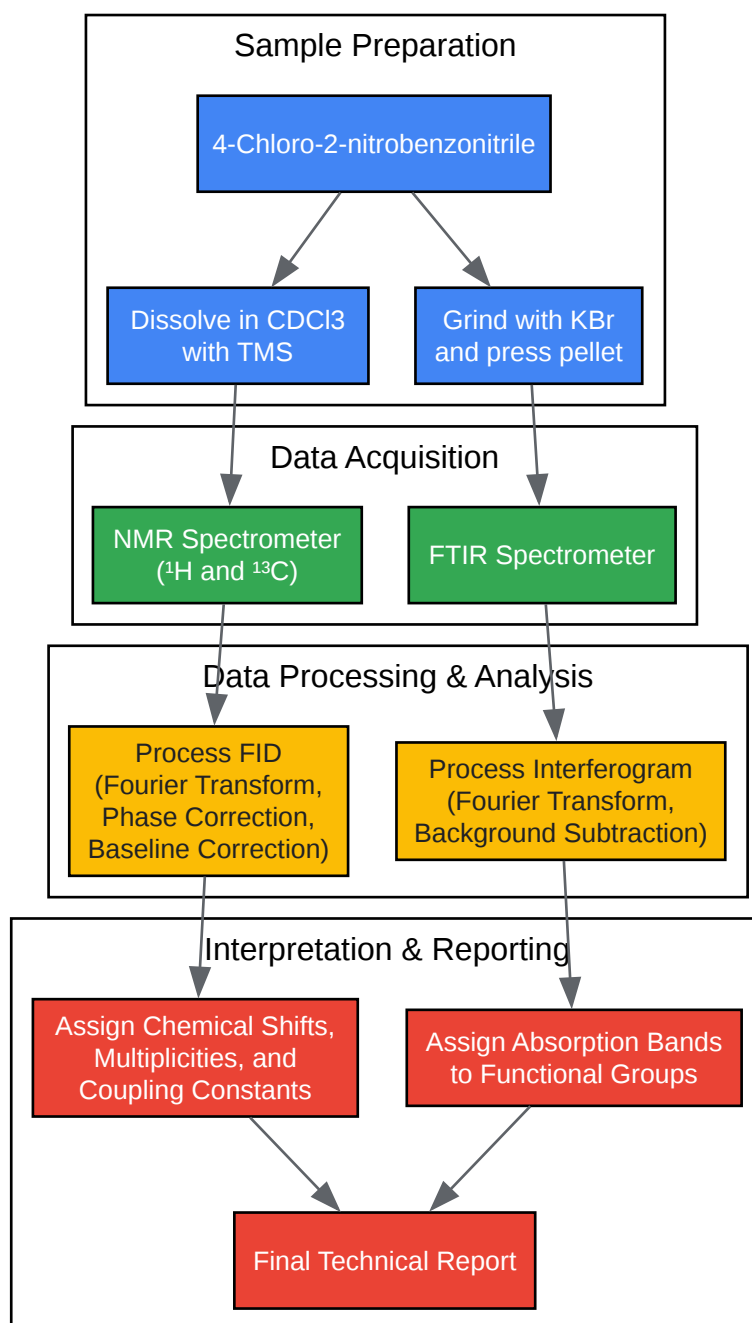 Sample Preparation
4-Chloro-2-nitrobenzonitrile
Dissolve in CDCl3
with TMS
Grind with KBr
and press pellet
Data Acquisition
NMR Spectrometer
(¹H and ¹³C)
FTIR Spectrometer
Data Processing & Analysis
Process FID
(Fourier Transform,
Phase Correction,
Baseline Correction)
Process Interferogram
(Fourier Transform,
Background Subtraction)
Interpretation & Reporting
Assign Chemical Shifts,
Multiplicities, and
Coupling Constants
Assign Absorption Bands
to Functional Groups
Final Technical Report